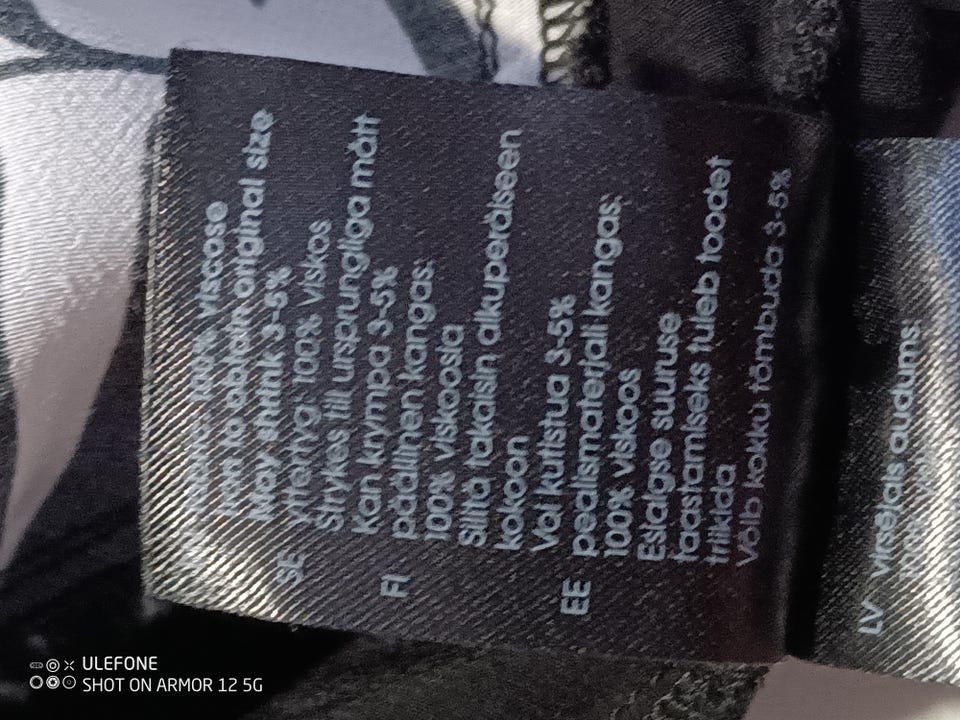 100% viscose
Iron to obtain original size
May shrink 3-5%
SE yttertyg: 100% viskos
Strykes till ursprungliga mått
Kan krympa 3-5%
FI päällinen kangas:
100% viskoosia
Silitä takaisin alkuperäiseen
kokoon
Voi kutistua 3-5%
EE pealismaterjali kangas:
100% viskoos
Esialgse suuruse
taastamiseks tuleb toodet
triikida
Võib kokku tõmbuda 3-5%
LV virsējais audums:
ULEFONE
SHOT ON ARMOR 12 5G